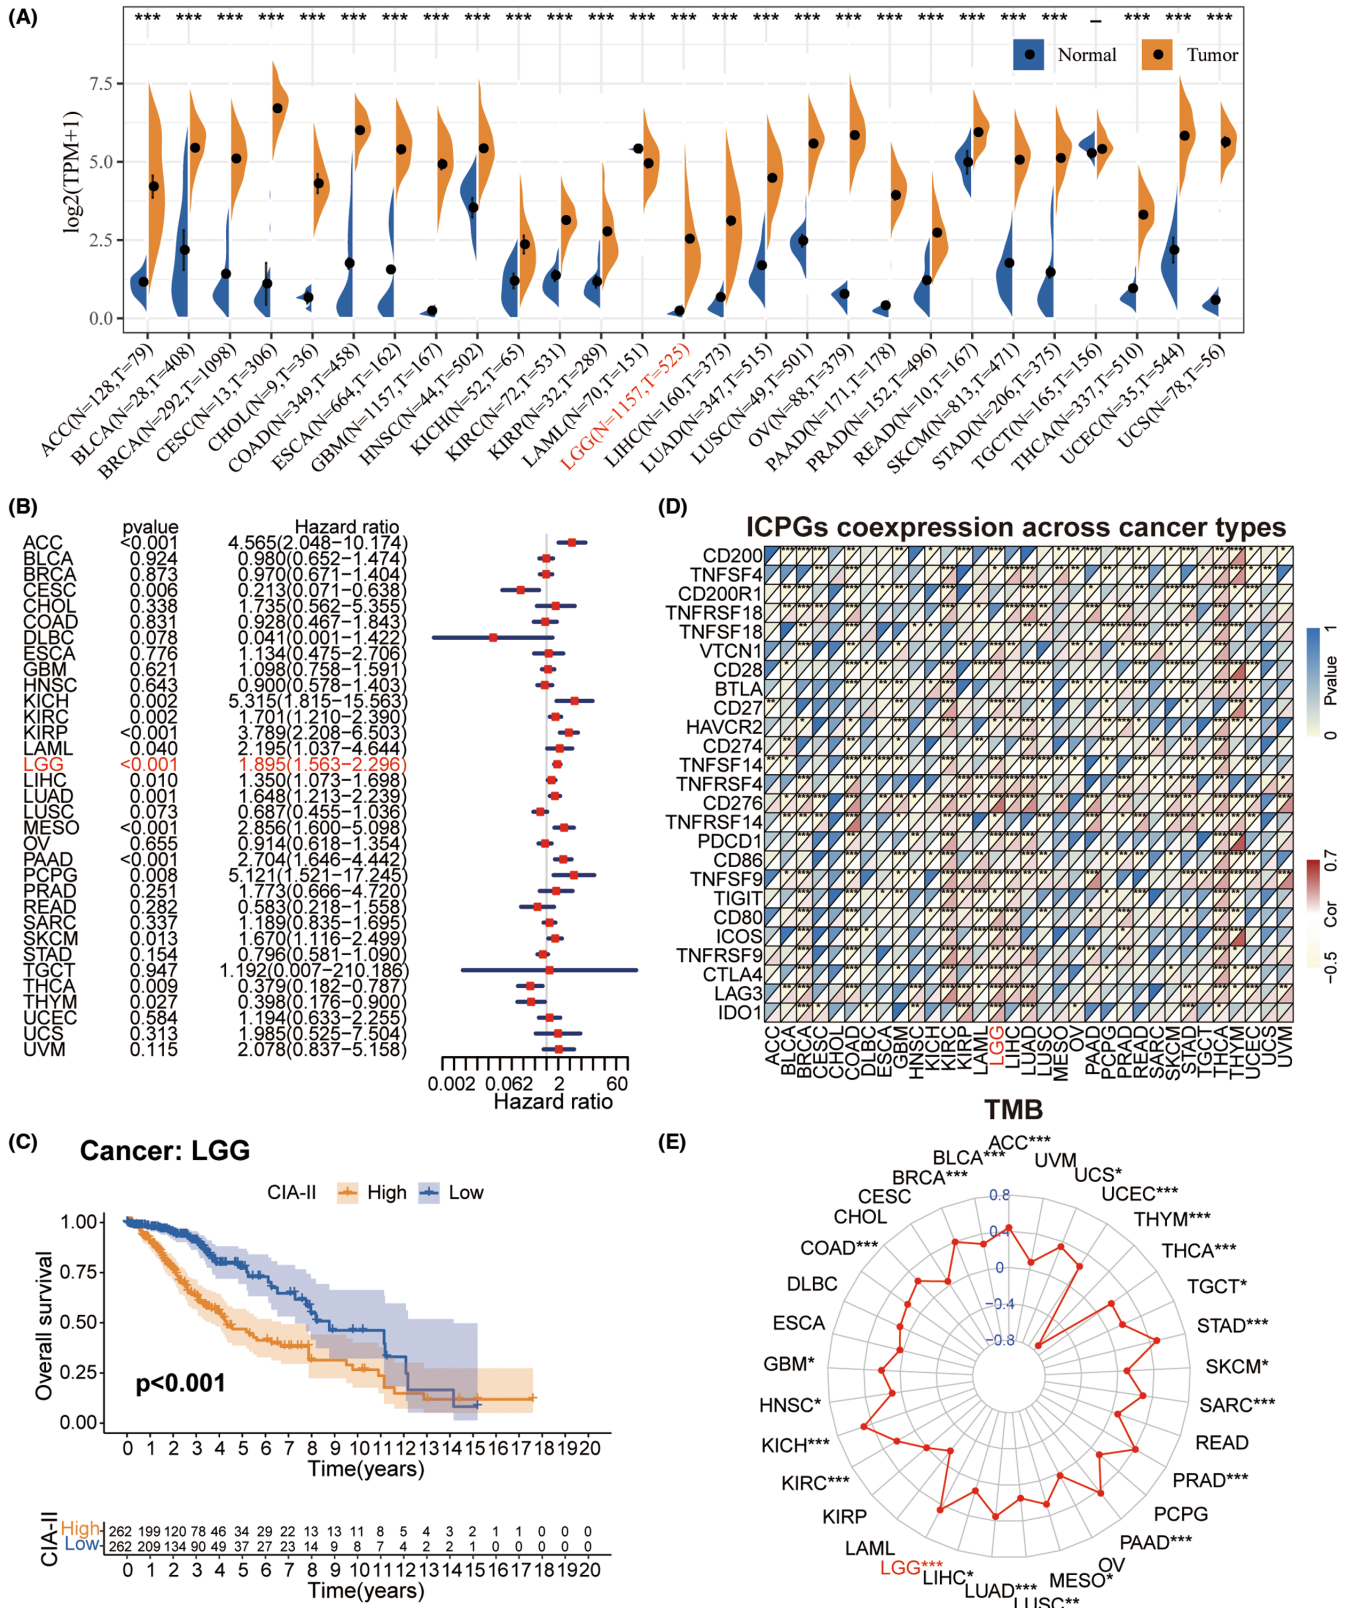 (A)
*** *** *** *** *** *** *** *** *** *** *** *** *** *** *** *** *** *** *** *** *** *** *** – *** *** ***
Normal Tumor
log2(TPM+1)
7.5
5.0
2.5
0.0
ACC(N=128,T=79)
BLCA(N=28,T=408)
BRCA(N=292,T=1098)
CESC(N=13,T=306)
CHOL(N=9,T=36)
COAD(N=349,T=458)
ESCA(N=664,T=162)
GBM(N=1157,T=167)
HNSC(N=44,T=502)
KICH(N=52,T=65)
KIRC(N=72,T=531)
KIRP(N=32,T=289)
LAML(N=70,T=151)
LGG(N=1157,T=525)
LIHC(N=160,T=373)
LUAD(N=347,T=515)
LUSC(N=49,T=501)
OV(N=88,T=379)
PAAD(N=171,T=178)
PRAD(N=152,T=496)
READ(N=10,T=167)
SKCM(N=813,T=471)
STAD(N=206,T=375)
TGCT(N=165,T=156)
THCA(N=337,T=510)
UCEC(N=35,T=544)
UCS(N=78,T=56)
(B)
pvalue Hazard ratio
ACC <0.001 4.565(2.048−10.174)
BLCA 0.924 0.980(0.652−1.474)
BRCA 0.873 0.970(0.671−1.404)
CESC 0.006 0.213(0.071−0.638)
CHOL 0.338 1.735(0.562−5.355)
COAD 0.831 0.928(0.467−1.843)
DLBC 0.078 0.041(0.001−1.422)
ESCA 0.776 1.134(0.475−2.706)
GBM 0.621 1.098(0.758−1.591)
HNSC 0.643 0.900(0.578−1.403)
KICH 0.002 5.315(1.815−15.563)
KIRC 0.002 1.701(1.210−2.390)
KIRP <0.001 3.789(2.208−6.503)
LAML 0.040 2.195(1.037−4.644)
LGG <0.001 1.895(1.563−2.296)
LIHC 0.010 1.350(1.073−1.698)
LUAD 0.001 1.648(1.213−2.239)
LUSC 0.073 0.687(0.455−1.036)
MESO <0.001 2.856(1.600−5.098)
OV 0.655 0.914(0.618−1.354)
PAAD <0.001 2.704(1.646−4.442)
PCPG 0.008 5.121(1.521−17.245)
PRAD 0.251 1.773(0.666−4.720)
READ 0.282 0.583(0.218−1.558)
SARC 0.337 1.189(0.835−1.695)
SKCM 0.013 1.670(1.116−2.499)
STAD 0.154 0.796(0.581−1.090)
TGCT 0.947 1.192(0.007−210.186)
THCA 0.009 0.379(0.182−0.787)
THYM 0.027 0.398(0.176−0.900)
UCEC 0.584 1.194(0.633−2.255)
UCS 0.313 1.985(0.525−7.504)
UVM 0.115 2.078(0.837−5.158)
0.002 0.062 2 60
Hazard ratio
(D)
ICPGs coexpression across cancer types
CD200
TNFSF4
CD200R1
TNFRSF18
TNFSF18
VTCN1
CD28
BTLA
CD27
HAVCR2
CD274
TNFSF14
TNFRSF4
CD276
TNFRSF14
PDCD1
CD86
TNFSF9
TIGIT
CD80
ICOS
TNFRSF9
CTLA4
LAG3
IDO1
ACC BLCA BRCA CESC CHOL COAD DLBC ESCA GBM HNSC KICH KIRC KIRP LAML LGG LIHC LUAD LUSC MESO OV PAAD PCPG PRAD READ SARC SKCM STAD TGCT THCA THYM UCEC UCS UVM
0 Pvalue 1
−0.5 Cor 0.7
(C)
Cancer: LGG
CIA-II High Low
Overall survival
1.00
0.75
0.50
0.25
0.00
p<0.001
0 1 2 3 4 5 6 7 8 9 10 11 12 13 14 15 16 17 18 19 20
Time(years)
CIA-II
High 262 199 120 78 46 34 29 22 13 13 11 8 5 4 3 2 1 1 0 0 0
Low 262 209 134 90 49 37 27 23 14 9 8 7 4 2 2 1 0 0 0 0 0
0 1 2 3 4 5 6 7 8 9 10 11 12 13 14 15 16 17 18 19 20
Time(years)
(E)
TMB
ACC***
BLCA***
BRCA***
CESC
CHOL
COAD***
DLBC
ESCA
GBM*
HNSC*
KICH***
KIRC***
KIRP
LAML
LGG***
LIHC*
LUAD***
LUSC**
MESO*
OV
PAAD***
PCPG
PRAD***
READ
SARC***
SKCM*
STAD***
TGCT*
THCA***
THYM***
UCEC***
UCS*
UVM
0.8
0.4
0
−0.4
−0.8